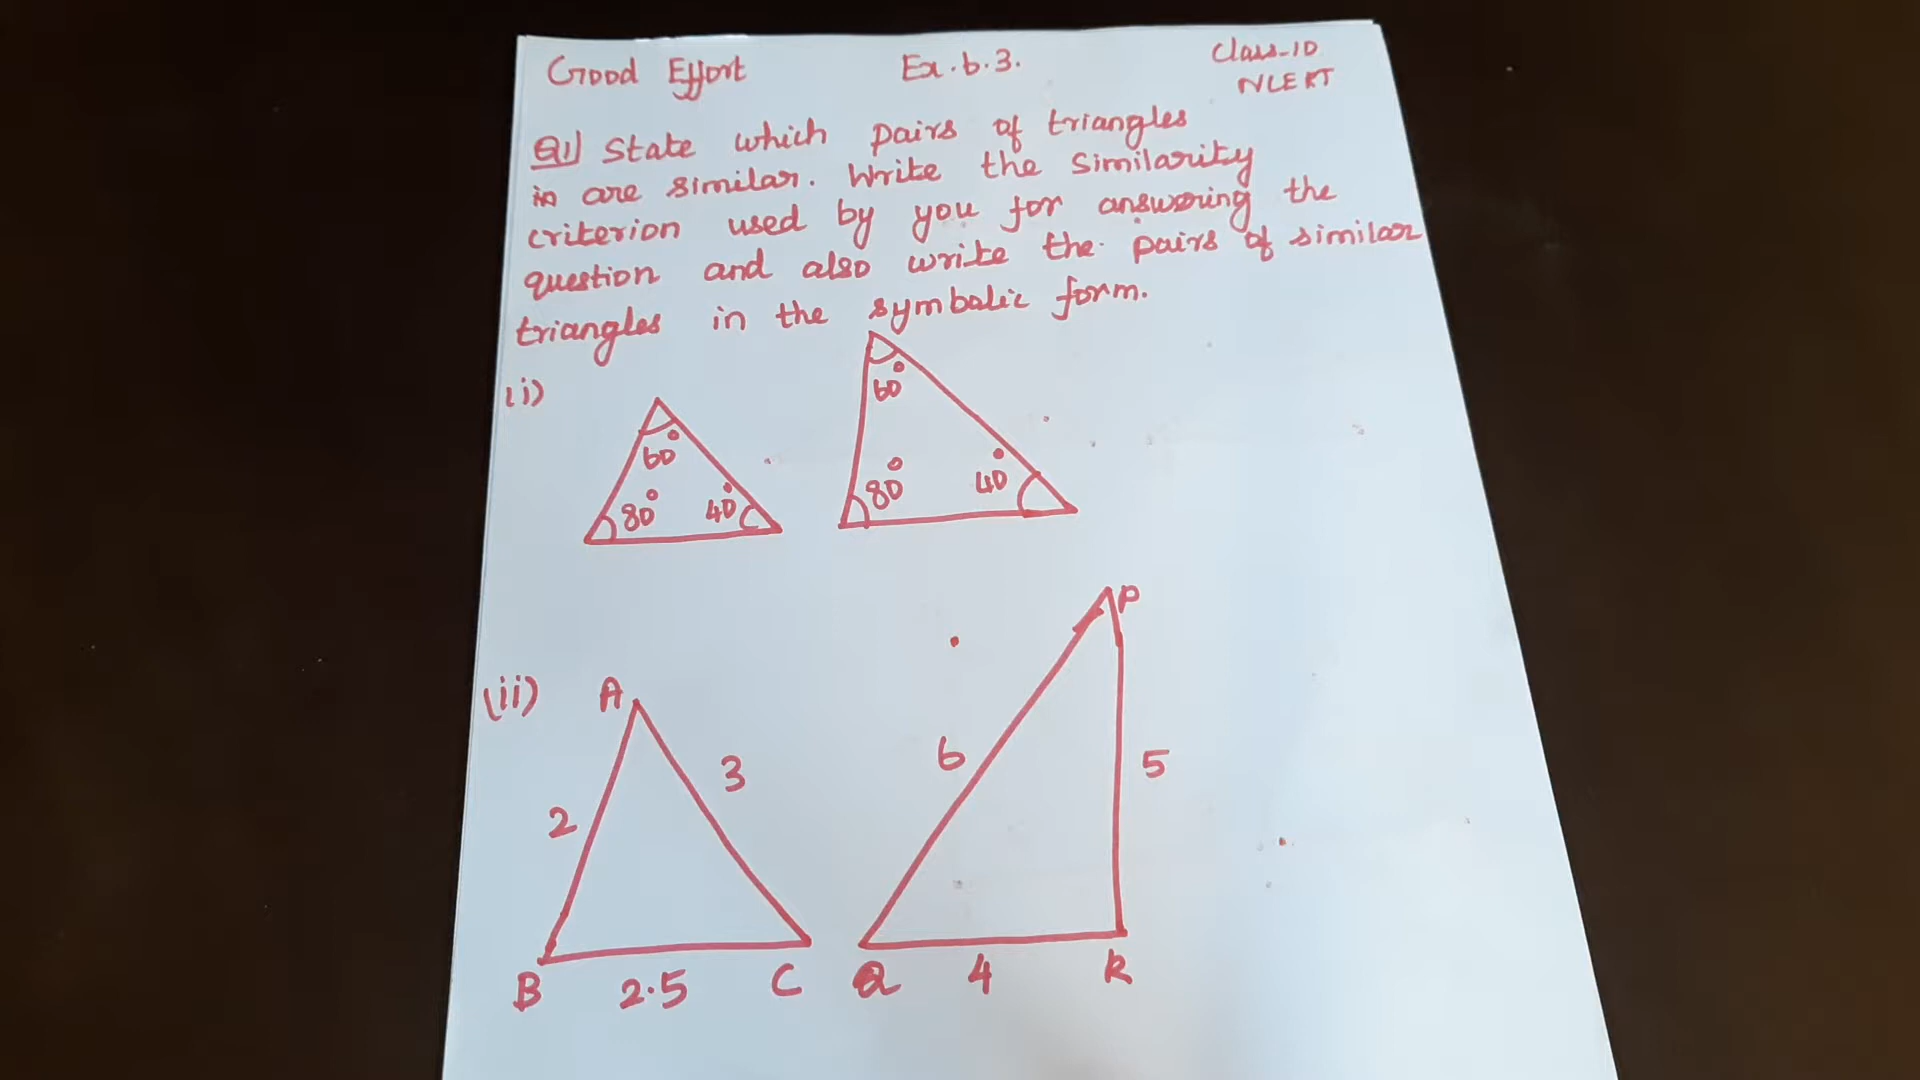 Good Effort Ex.6.3. Class-10
NCERT
Q1) State which pairs of triangles
in are similar. Write the similarity
criterion used by you for answering the
question and also write the pairs of similar
triangles in the symbolic form.
(i)
60°
80° 40°
60°
80° 40°
(ii)
A
2
3
B 2.5 C
P
6
5
Q 4 R